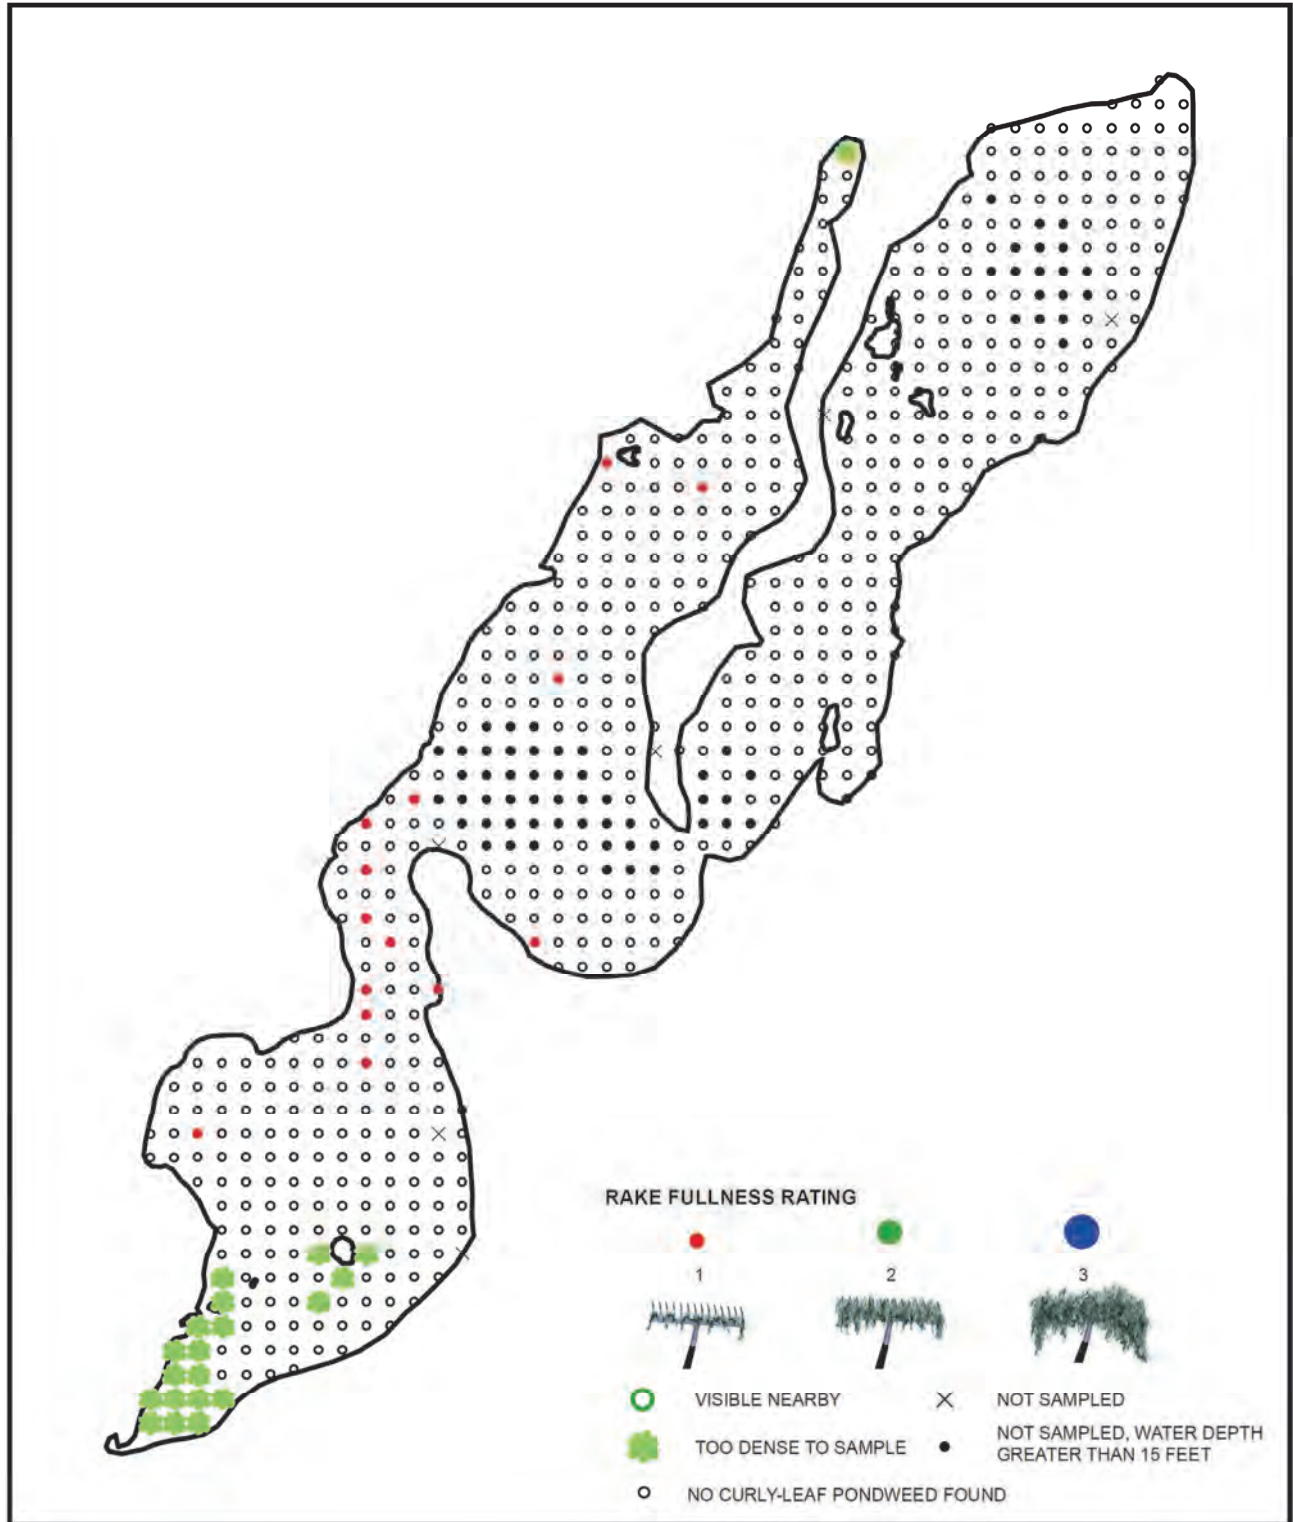 RAKE FULLNESS RATING
1 2 3
VISIBLE NEARBY
NOT SAMPLED
TOO DENSE TO SAMPLE
NOT SAMPLED, WATER DEPTH
GREATER THAN 15 FEET
NO CURLY-LEAF PONDWEED FOUND